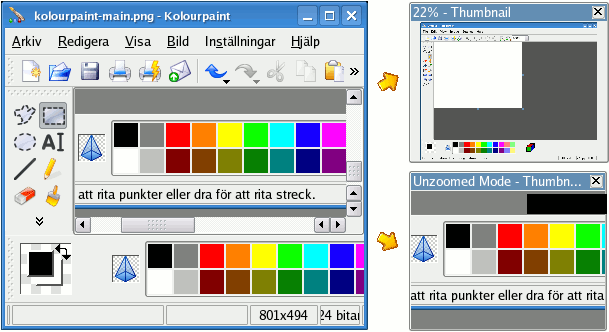 kolourpaint-main.png - Kolourpaint
Arkiv Redigera Visa Bild Inställningar Hjälp
»
AI
att rita punkter eller dra för att rita streck.
801x494 24 bitar
22% - Thumbnail
Unzoomed Mode - Thumbn...
att rita punkter eller dra för att rita